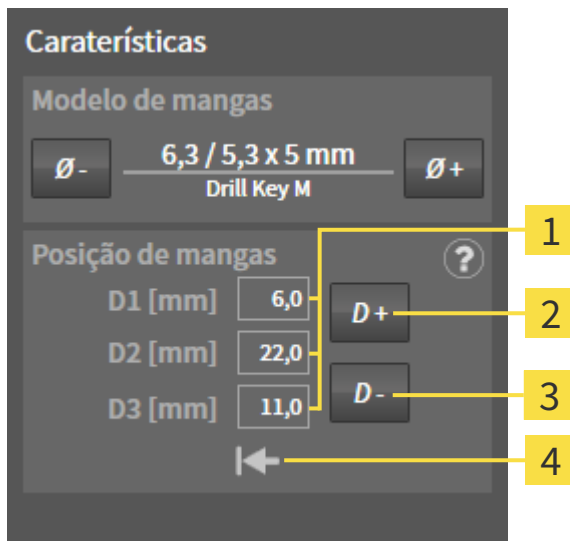 Caraterísticas
Modelo de mangas
Ø -
6,3 / 5,3 x 5 mm
Drill Key M
Ø +
Posição de mangas
?
1
D1 [mm] 6,0
D +
2
D2 [mm] 22,0
D -
3
D3 [mm] 11,0
4